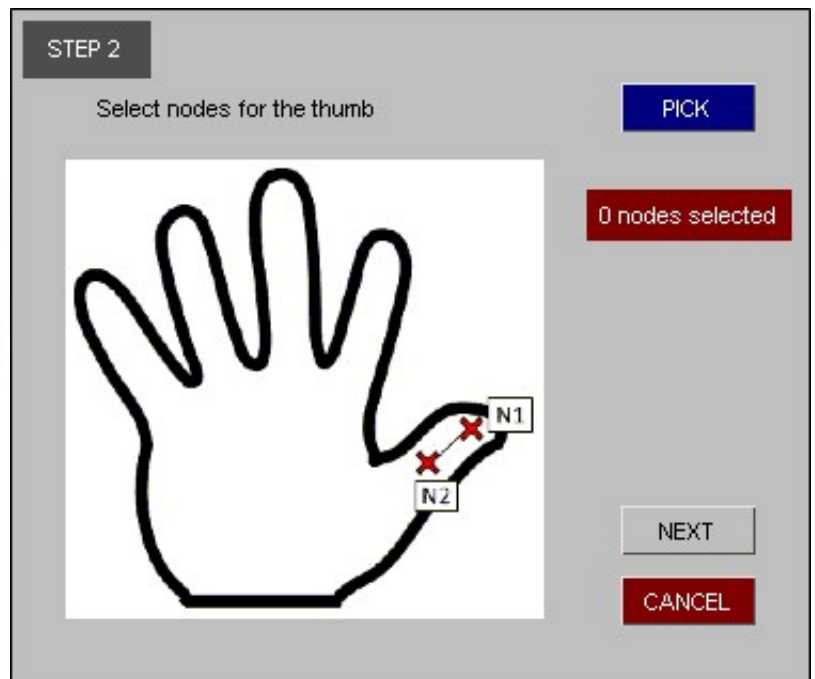 STEP 2
Select nodes for the thumb
PICK
0 nodes selected
N1
N2
NEXT
CANCEL